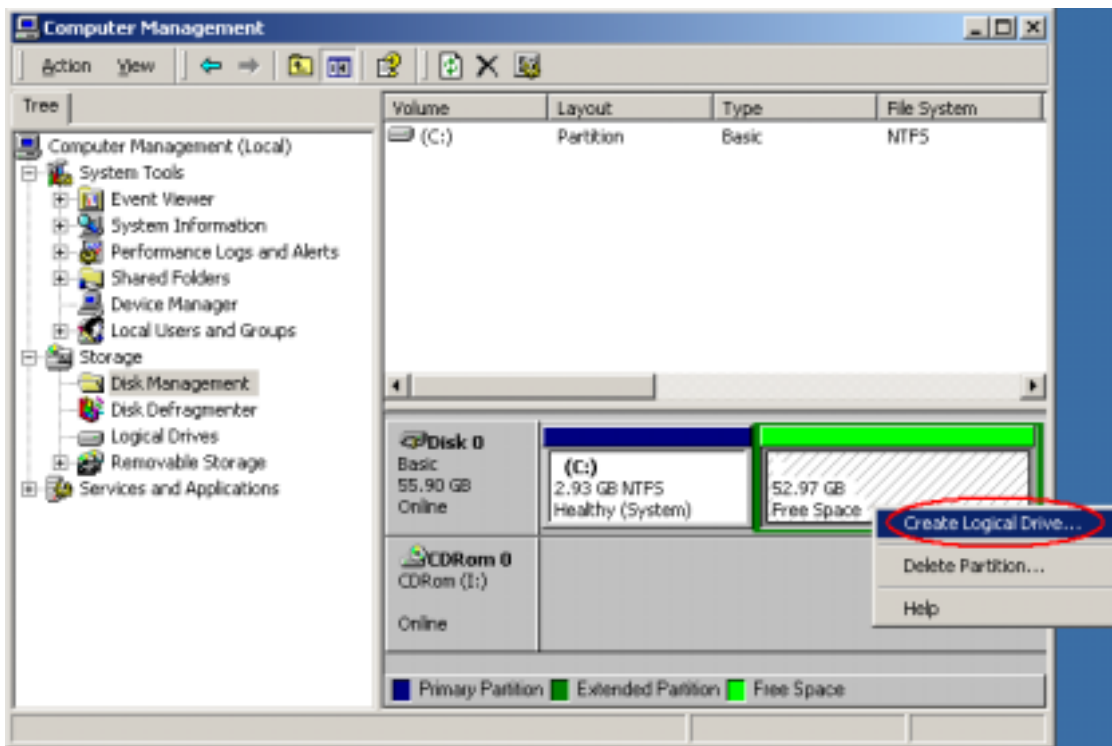 Computer Management
Action View
Tree
Computer Management (Local)
System Tools
Event Viewer
System Information
Performance Logs and Alerts
Shared Folders
Device Manager
Local Users and Groups
Storage
Disk Management
Disk Defragmenter
Logical Drives
Removable Storage
Services and Applications
Volume Layout Type File System
(C:) Partition Basic NTFS
Disk 0
Basic
55.90 GB
Online
(C:)
2.93 GB NTFS
Healthy (System)
52.97 GB
Free Space
Create Logical Drive...
Delete Partition...
Help
CDRom 0
CDRom (I:)
Online
Primary Partition Extended Partition Free Space